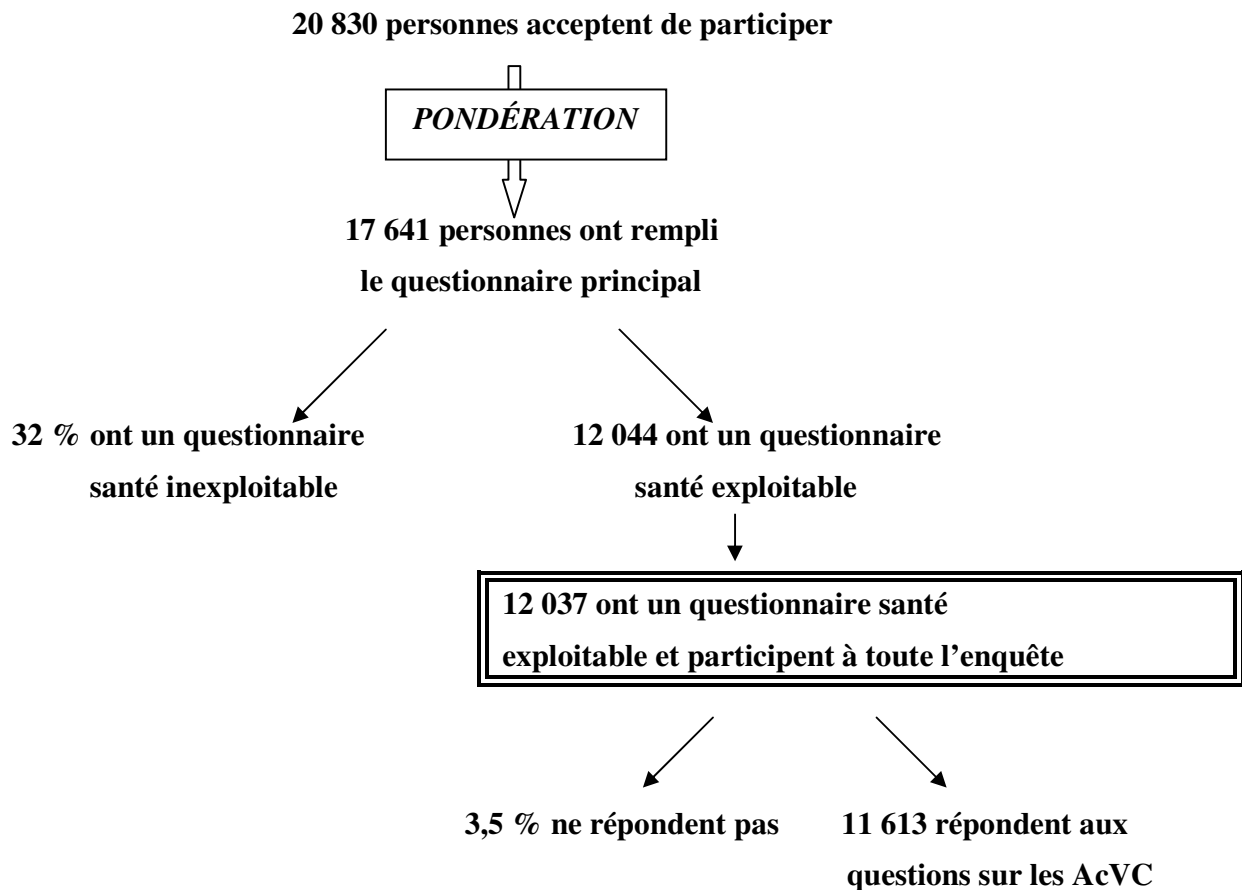 20 830 personnes acceptent de participer
PONDÉRATION
17 641 personnes ont rempli
le questionnaire principal
32 % ont un questionnaire
santé inexploitable
12 044 ont un questionnaire
santé exploitable
12 037 ont un questionnaire santé
exploitable et participent à toute l’enquête
3,5 % ne répondent pas
11 613 répondent aux
questions sur les AcVC